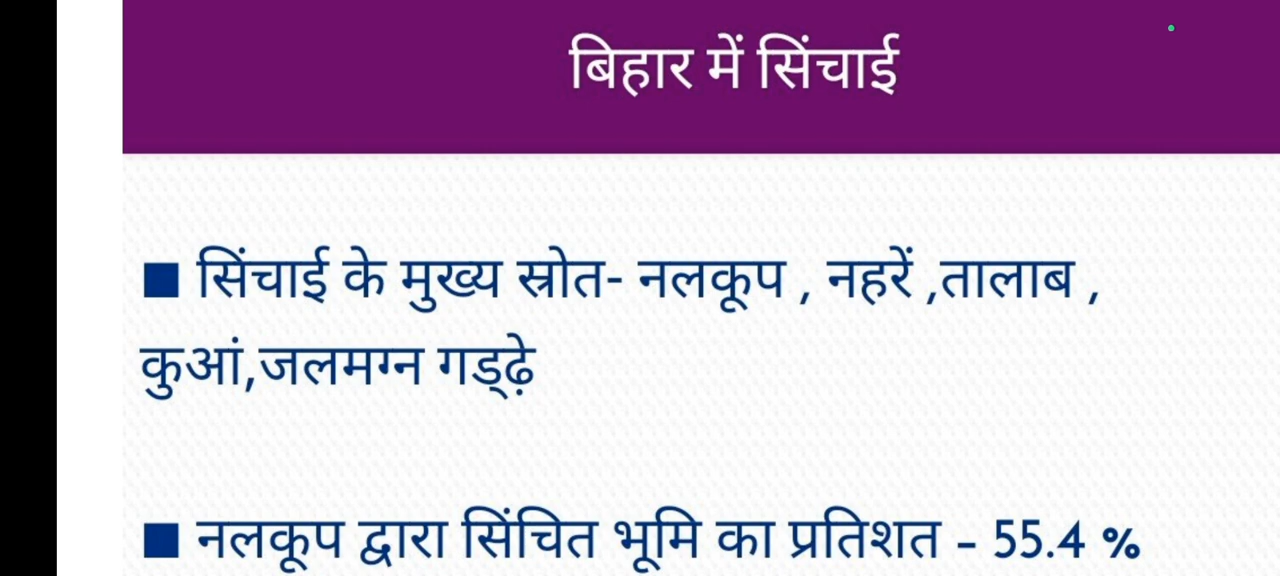 बिहार में सिंचाई
■ सिंचाई के मुख्य स्रोत- नलकूप , नहरें ,तालाब ,
कुआं,जलमग्न गड्ढ़े
■ नलकूप द्वारा सिंचित भूमि का प्रतिशत – 55.4 %